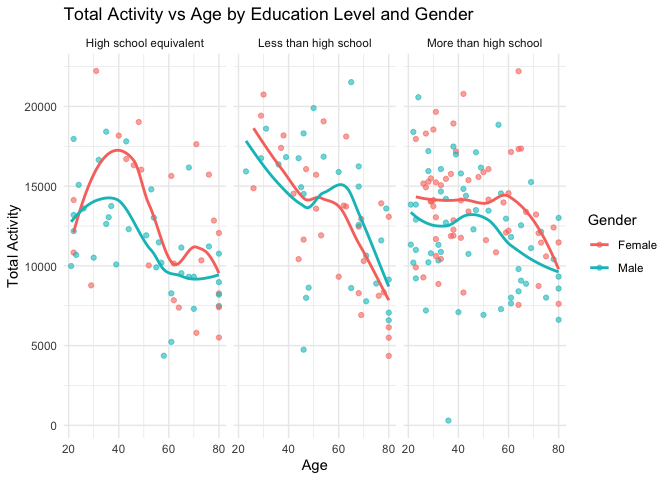 Total Activity vs Age by Education Level and Gender
High school equivalent
Less than high school
More than high school
Total Activity
20000
15000
10000
5000
0
20 40 60 80
20 40 60 80
20 40 60 80
Age
Gender
Female
Male